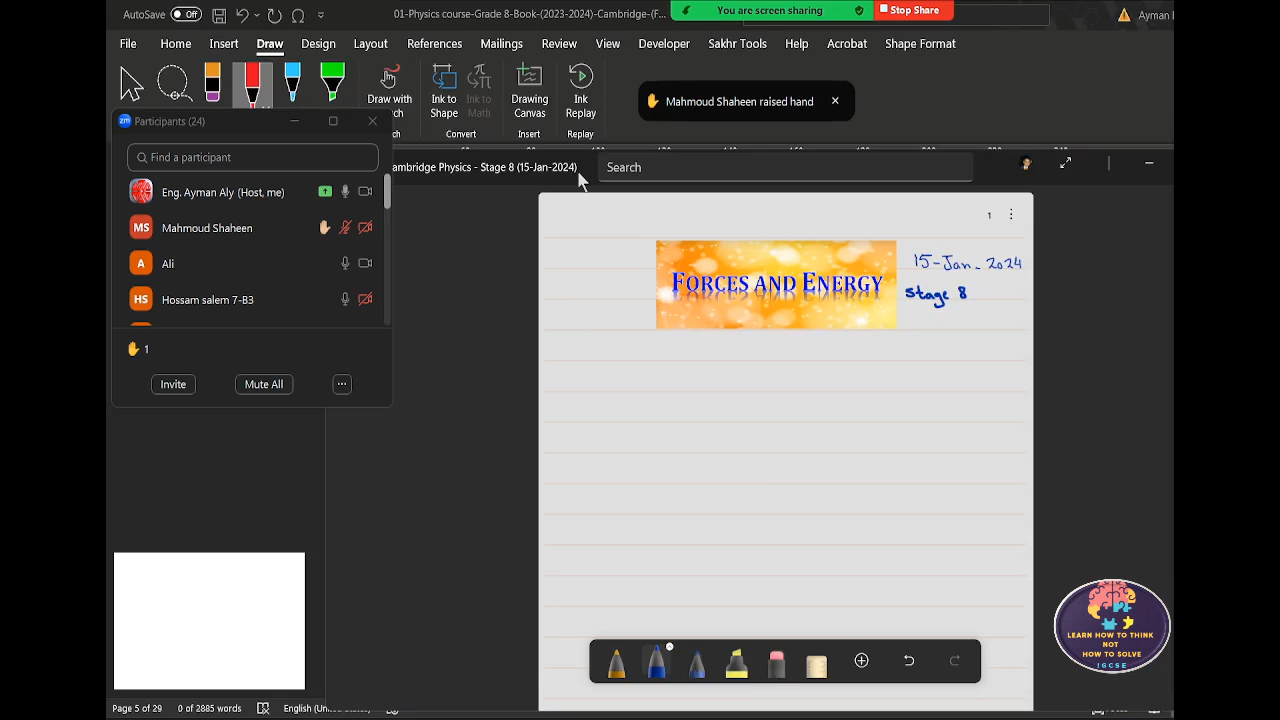 AutoSave Off
01-Physics course-Grade 8-Book-(2023-2024)-Cambridge-(F...
You are screen sharing
Stop Share
Ayman
File Home Insert Draw Design Layout References Mailings Review View Developer Sakhr Tools Help Acrobat Shape Format
Draw with
Ink to Shape
Ink to Math
Drawing Canvas
Ink Replay
Convert Insert Replay
Mahmoud Shaheen raised hand
zm Participants (24)
Find a participant
ambridge Physics - Stage 8 (15-Jan-2024)
Search
Eng. Ayman Aly (Host, me)
MS Mahmoud Shaheen
A Ali
HS Hossam salem 7-B3
1
Invite Mute All ...
1
FORCES AND ENERGY
15-Jan-2024
Stage 8
LEARN HOW TO THINK
NOT
HOW TO SOLVE
IGCSE
Page 5 of 29 0 of 2885 words English (United